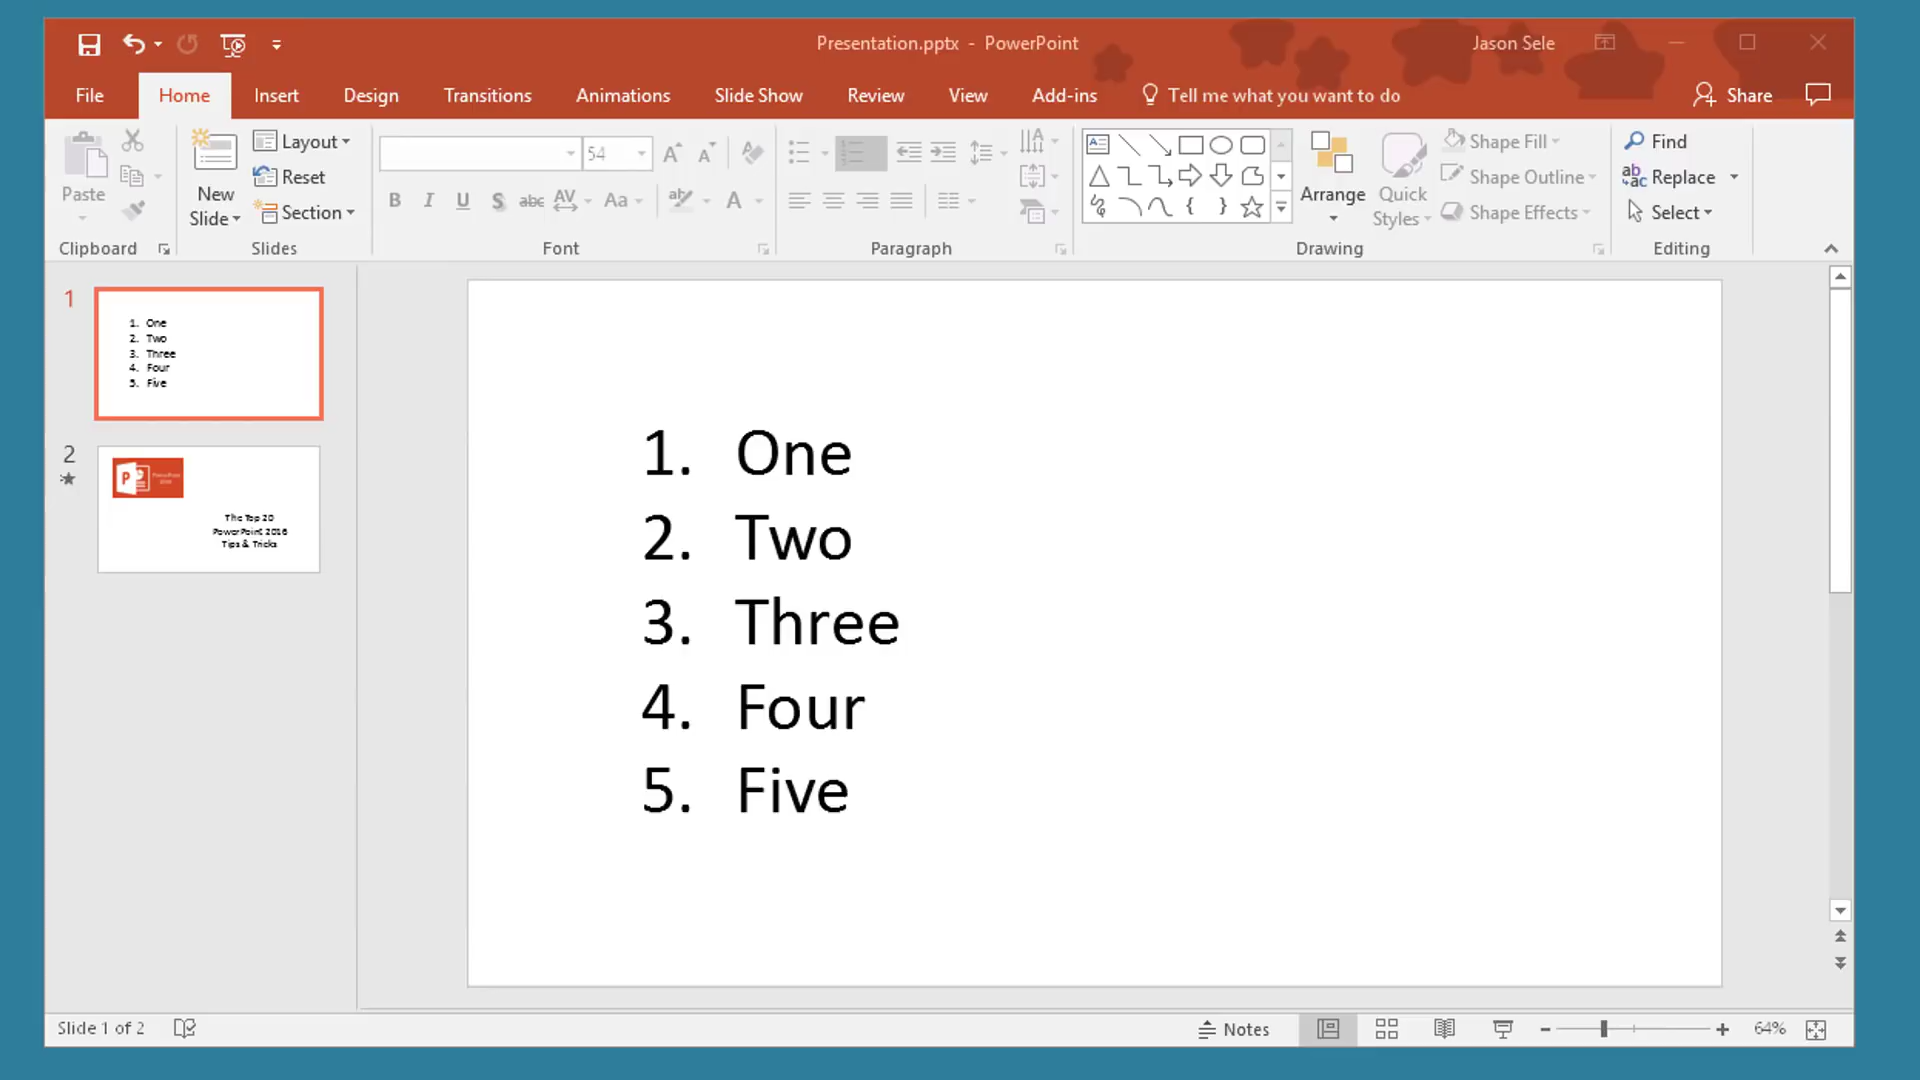 Presentation.pptx - PowerPoint
Jason Sele
File Home Insert Design Transitions Animations Slide Show Review View Add-ins Tell me what you want to do Share
Paste
New Slide
Layout
Reset
Section
54
B I U S abc AV Aa A
Arrange
Quick Styles
Shape Fill
Shape Outline
Shape Effects
Find
Replace
Select
Clipboard Slides Font Paragraph Drawing Editing
1
1. One
2. Two
3. Three
4. Four
5. Five
2
The Top 20
PowerPoint 2016
Tips & Tricks
1. One
2. Two
3. Three
4. Four
5. Five
Slide 1 of 2
Notes
64%